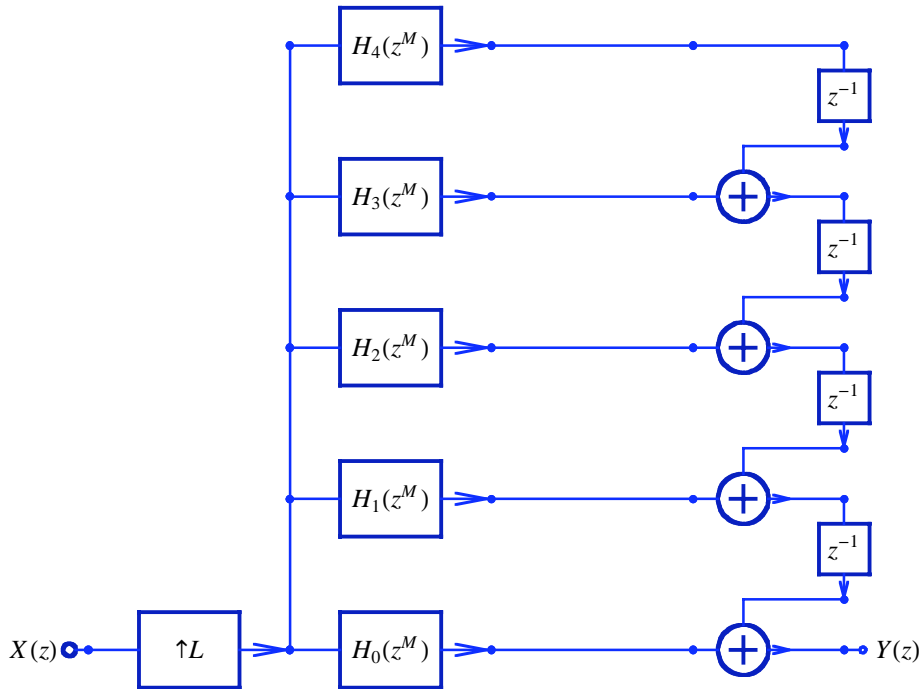 H₄(zᴹ)
z⁻¹
H₃(zᴹ)
z⁻¹
H₂(zᴹ)
z⁻¹
H₁(zᴹ)
z⁻¹
X(z) ↑L H₀(zᴹ) Y(z)